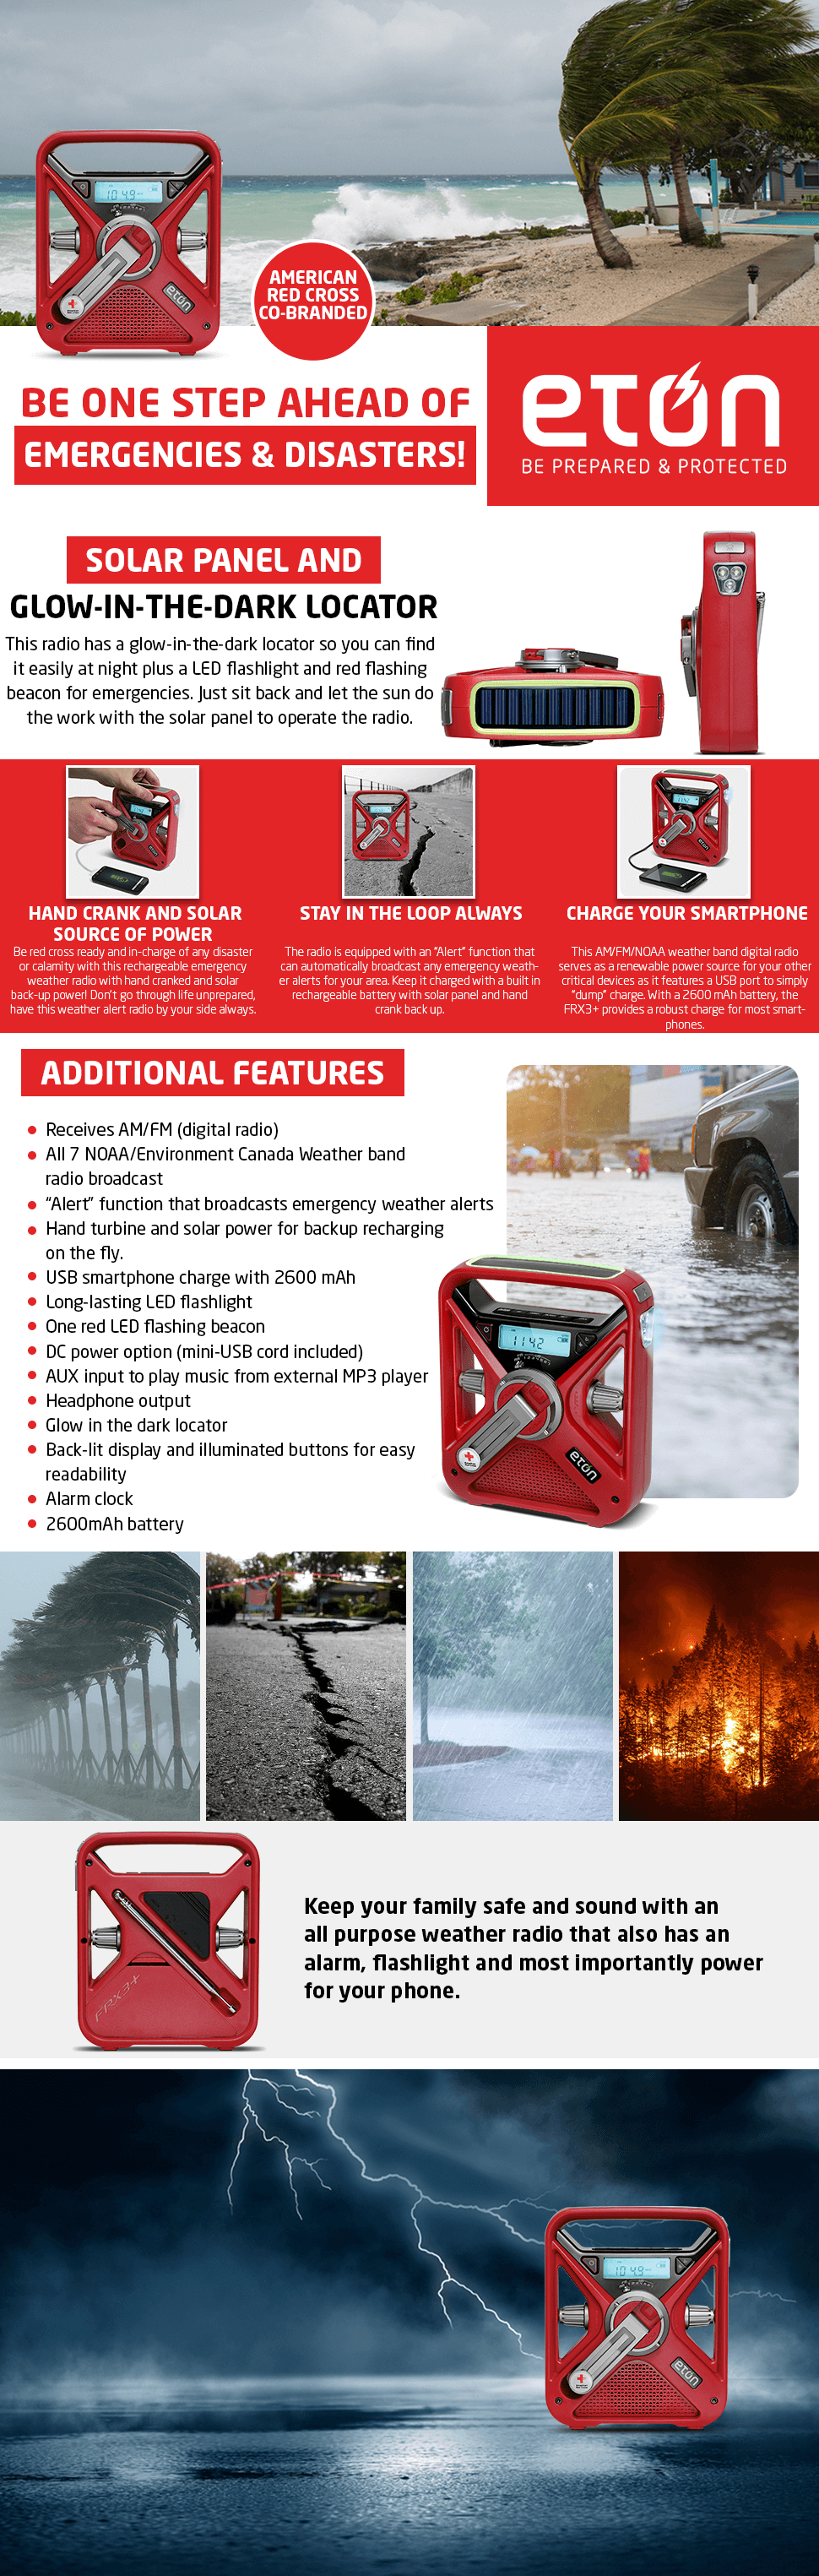 104.9
eton
AMERICAN
RED CROSS
CO-BRANDED
BE ONE STEP AHEAD OF
EMERGENCIES & DISASTERS!
etón
BE PREPARED & PROTECTED
SOLAR PANEL AND
GLOW-IN-THE-DARK LOCATOR
This radio has a glow-in-the-dark locator so you can find
it easily at night plus a LED flashlight and red flashing
beacon for emergencies. Just sit back and let the sun do
the work with the solar panel to operate the radio.
HAND CRANK AND SOLAR
SOURCE OF POWER
Be red cross ready and in-charge of any disaster
or calamity with this rechargeable emergency
weather radio with hand cranked and solar
back-up power! Don't go through life unprepared,
have this weather alert radio by your side always.
STAY IN THE LOOP ALWAYS
The radio is equipped with an "Alert" function that
can automatically broadcast any emergency weath-
er alerts for your area. Keep it charged with a built in
rechargeable battery with solar panel and hand
crank back up.
CHARGE YOUR SMARTPHONE
This AM/FM/NOAA weather band digital radio
serves as a renewable power source for your other
critical devices as it features a USB port to simply
"dump" charge. With a 2600 mAh battery, the
FRX3+ provides a robust charge for most smart-
phones.
ADDITIONAL FEATURES
Receives AM/FM (digital radio)
All 7 NOAA/Environment Canada Weather band
radio broadcast
“Alert” function that broadcasts emergency weather alerts
Hand turbine and solar power for backup recharging
on the fly.
USB smartphone charge with 2600 mAh
Long-lasting LED flashlight
One red LED flashing beacon
DC power option (mini-USB cord included)
AUX input to play music from external MP3 player
Headphone output
Glow in the dark locator
Back-lit display and illuminated buttons for easy
readability
Alarm clock
2600mAh battery
11:42
etón
FRX3+
Keep your family safe and sound with an
all purpose weather radio that also has an
alarm, flashlight and most importantly power
for your phone.
104.9
etón